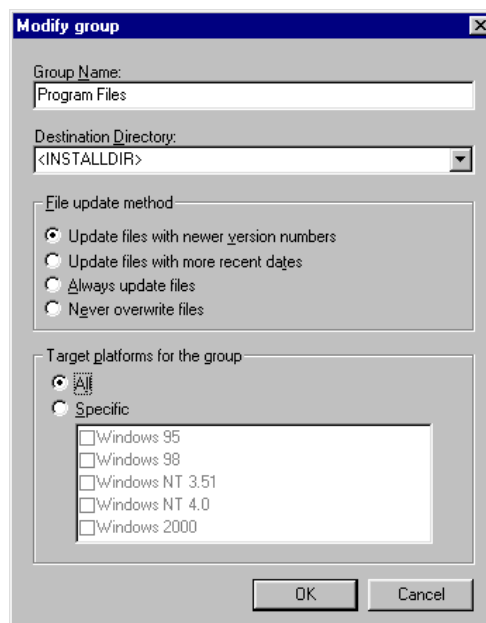 Modify group
Group Name:
Program Files
Destination Directory:
<INSTALLDIR>
File update method
Update files with newer version numbers
Update files with more recent dates
Always update files
Never overwrite files
Target platforms for the group
All
Specific
Windows 95
Windows 98
Windows NT 3.51
Windows NT 4.0
Windows 2000
OK Cancel